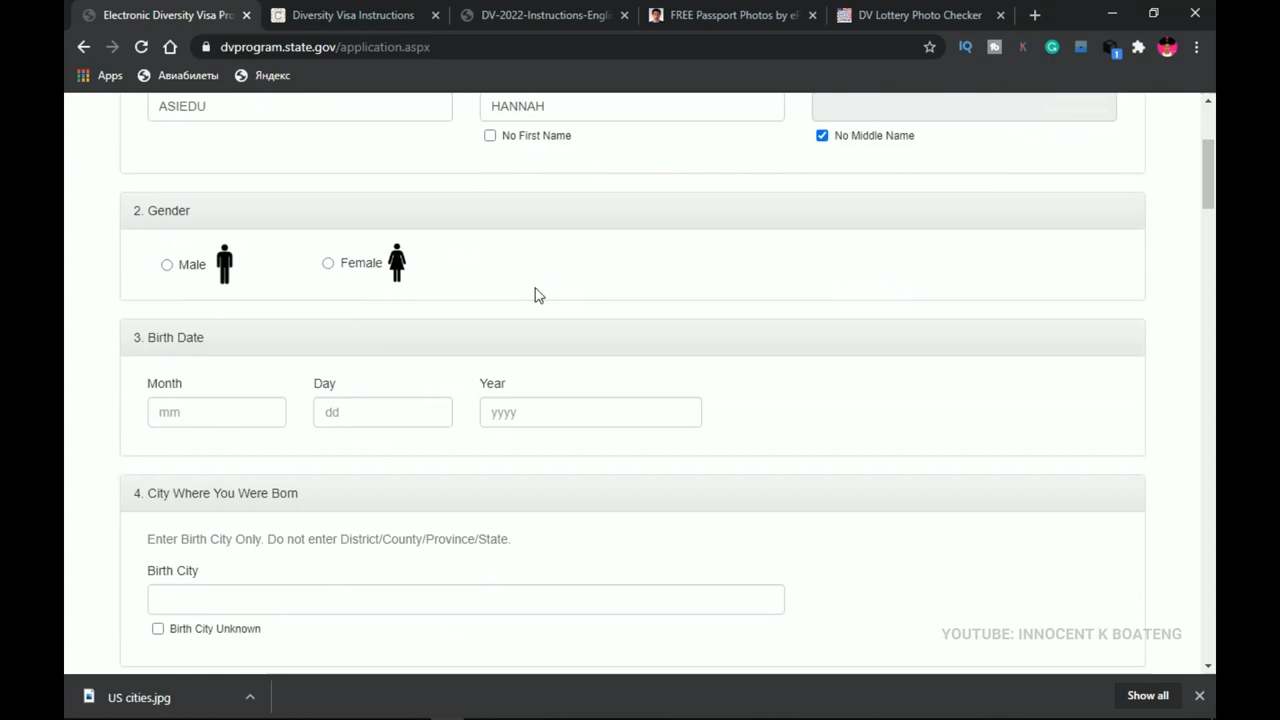 Electronic Diversity Visa Pro
Diversity Visa Instructions
DV-2022-Instructions-Engli
FREE Passport Photos by eP
DV Lottery Photo Checker
dvprogram.state.gov/application.aspx
Apps
Авиабилеты
Яндекс
ASIEDU
HANNAH
No First Name
No Middle Name
2. Gender
Male
Female
3. Birth Date
Month
Day
Year
mm
dd
yyyy
4. City Where You Were Born
Enter Birth City Only. Do not enter District/County/Province/State.
Birth City
Birth City Unknown
YOUTUBE: INNOCENT K BOATENG
US cities.jpg
Show all